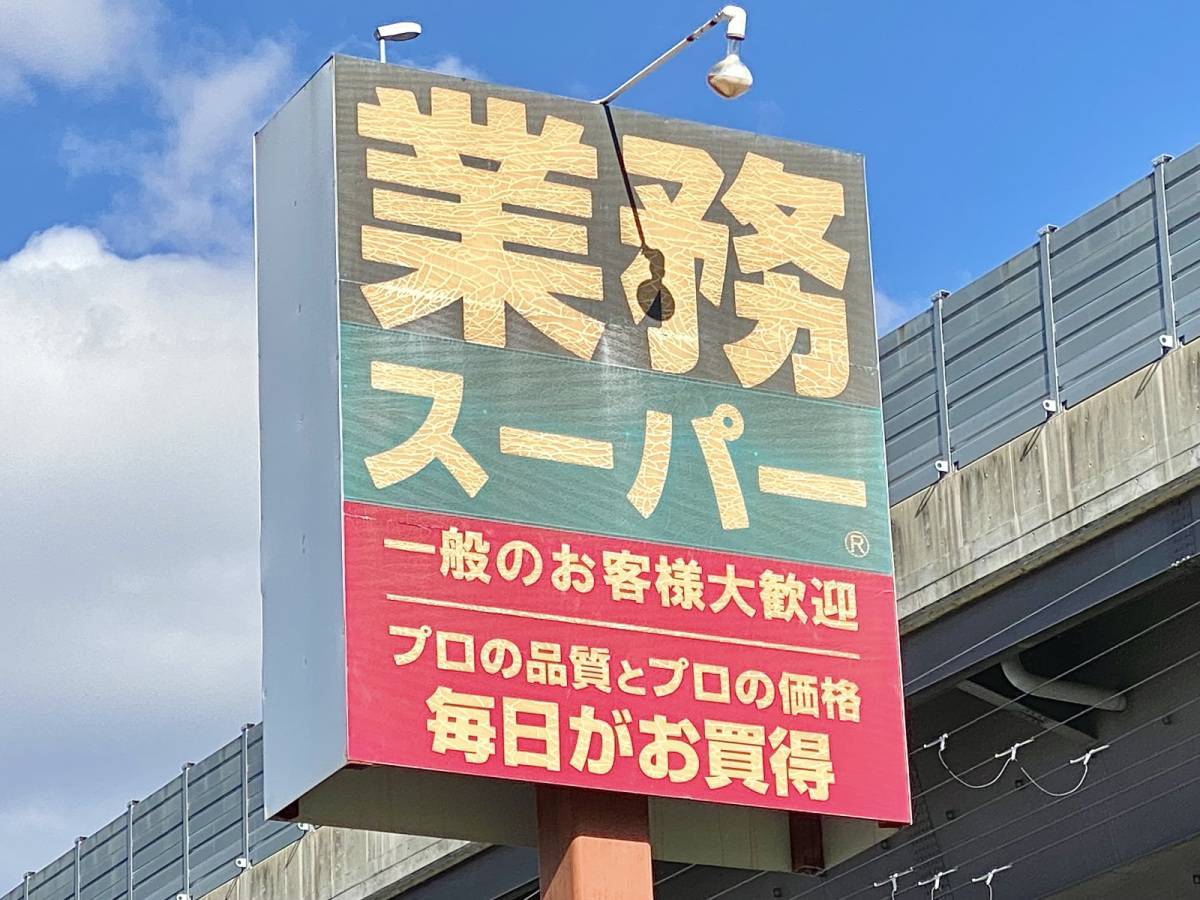 業務
スーパー
®
一般のお客様大歓迎
プロの品質とプロの価格
毎日がお買得